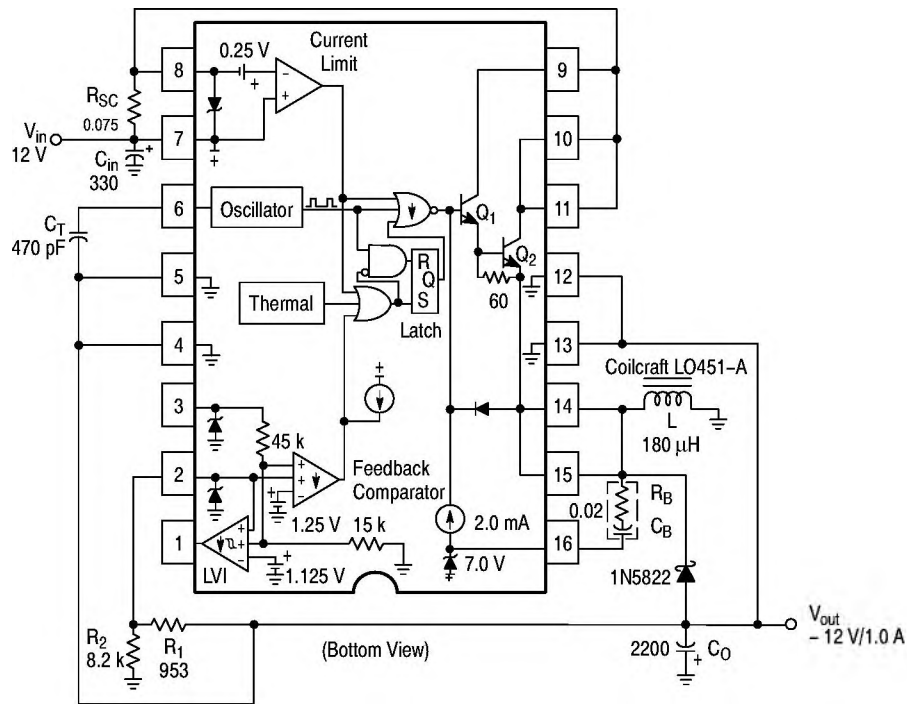 Current
Limit
0.25 V
8
9
R_SC
0.075
V_in
12 V
7
10
C_in
330
6
Oscillator
Q_1
11
C_T
470 pF
Q_2
R
Q
S
5
12
60
Thermal
Latch
4
13
Coilcraft LO451–A
3
14
L
180 μH
45 k
2
Feedback
Comparator
15
R_B
0.02
C_B
1.25 V
15 k
2.0 mA
1
16
LVI
1.125 V
7.0 V
1N5822
R_2
8.2 k
R_1
953
(Bottom View)
V_out
– 12 V/1.0 A
2200
C_O